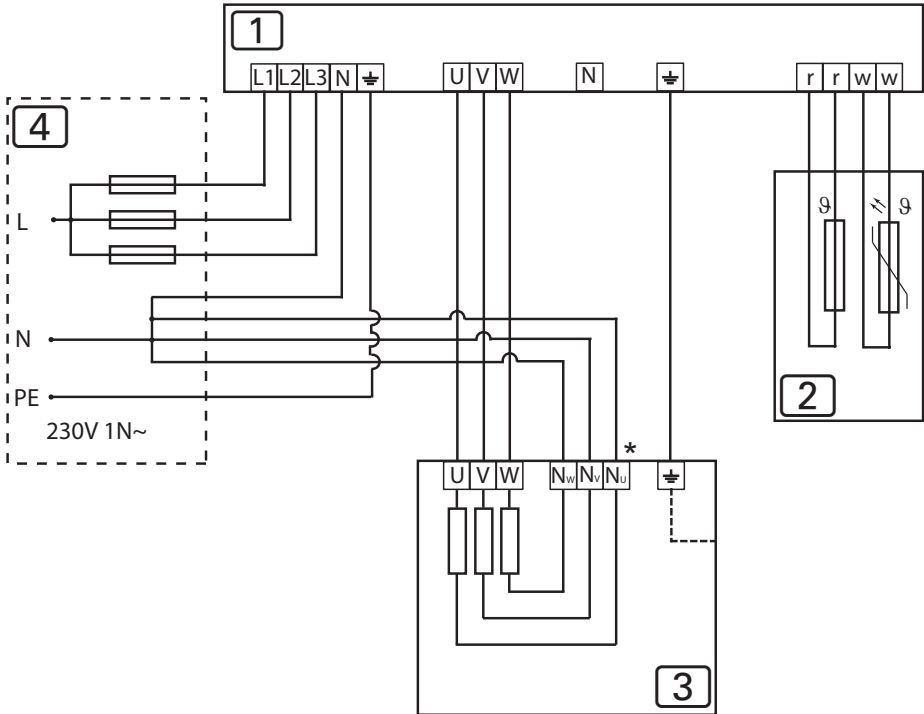 1
L1 L2 L3 N ⏚ U V W N ⏚ r r w w
4
L
N
PE
230V 1N~
ϑ ϑ
2
*
U V W NW NV NU ⏚
3